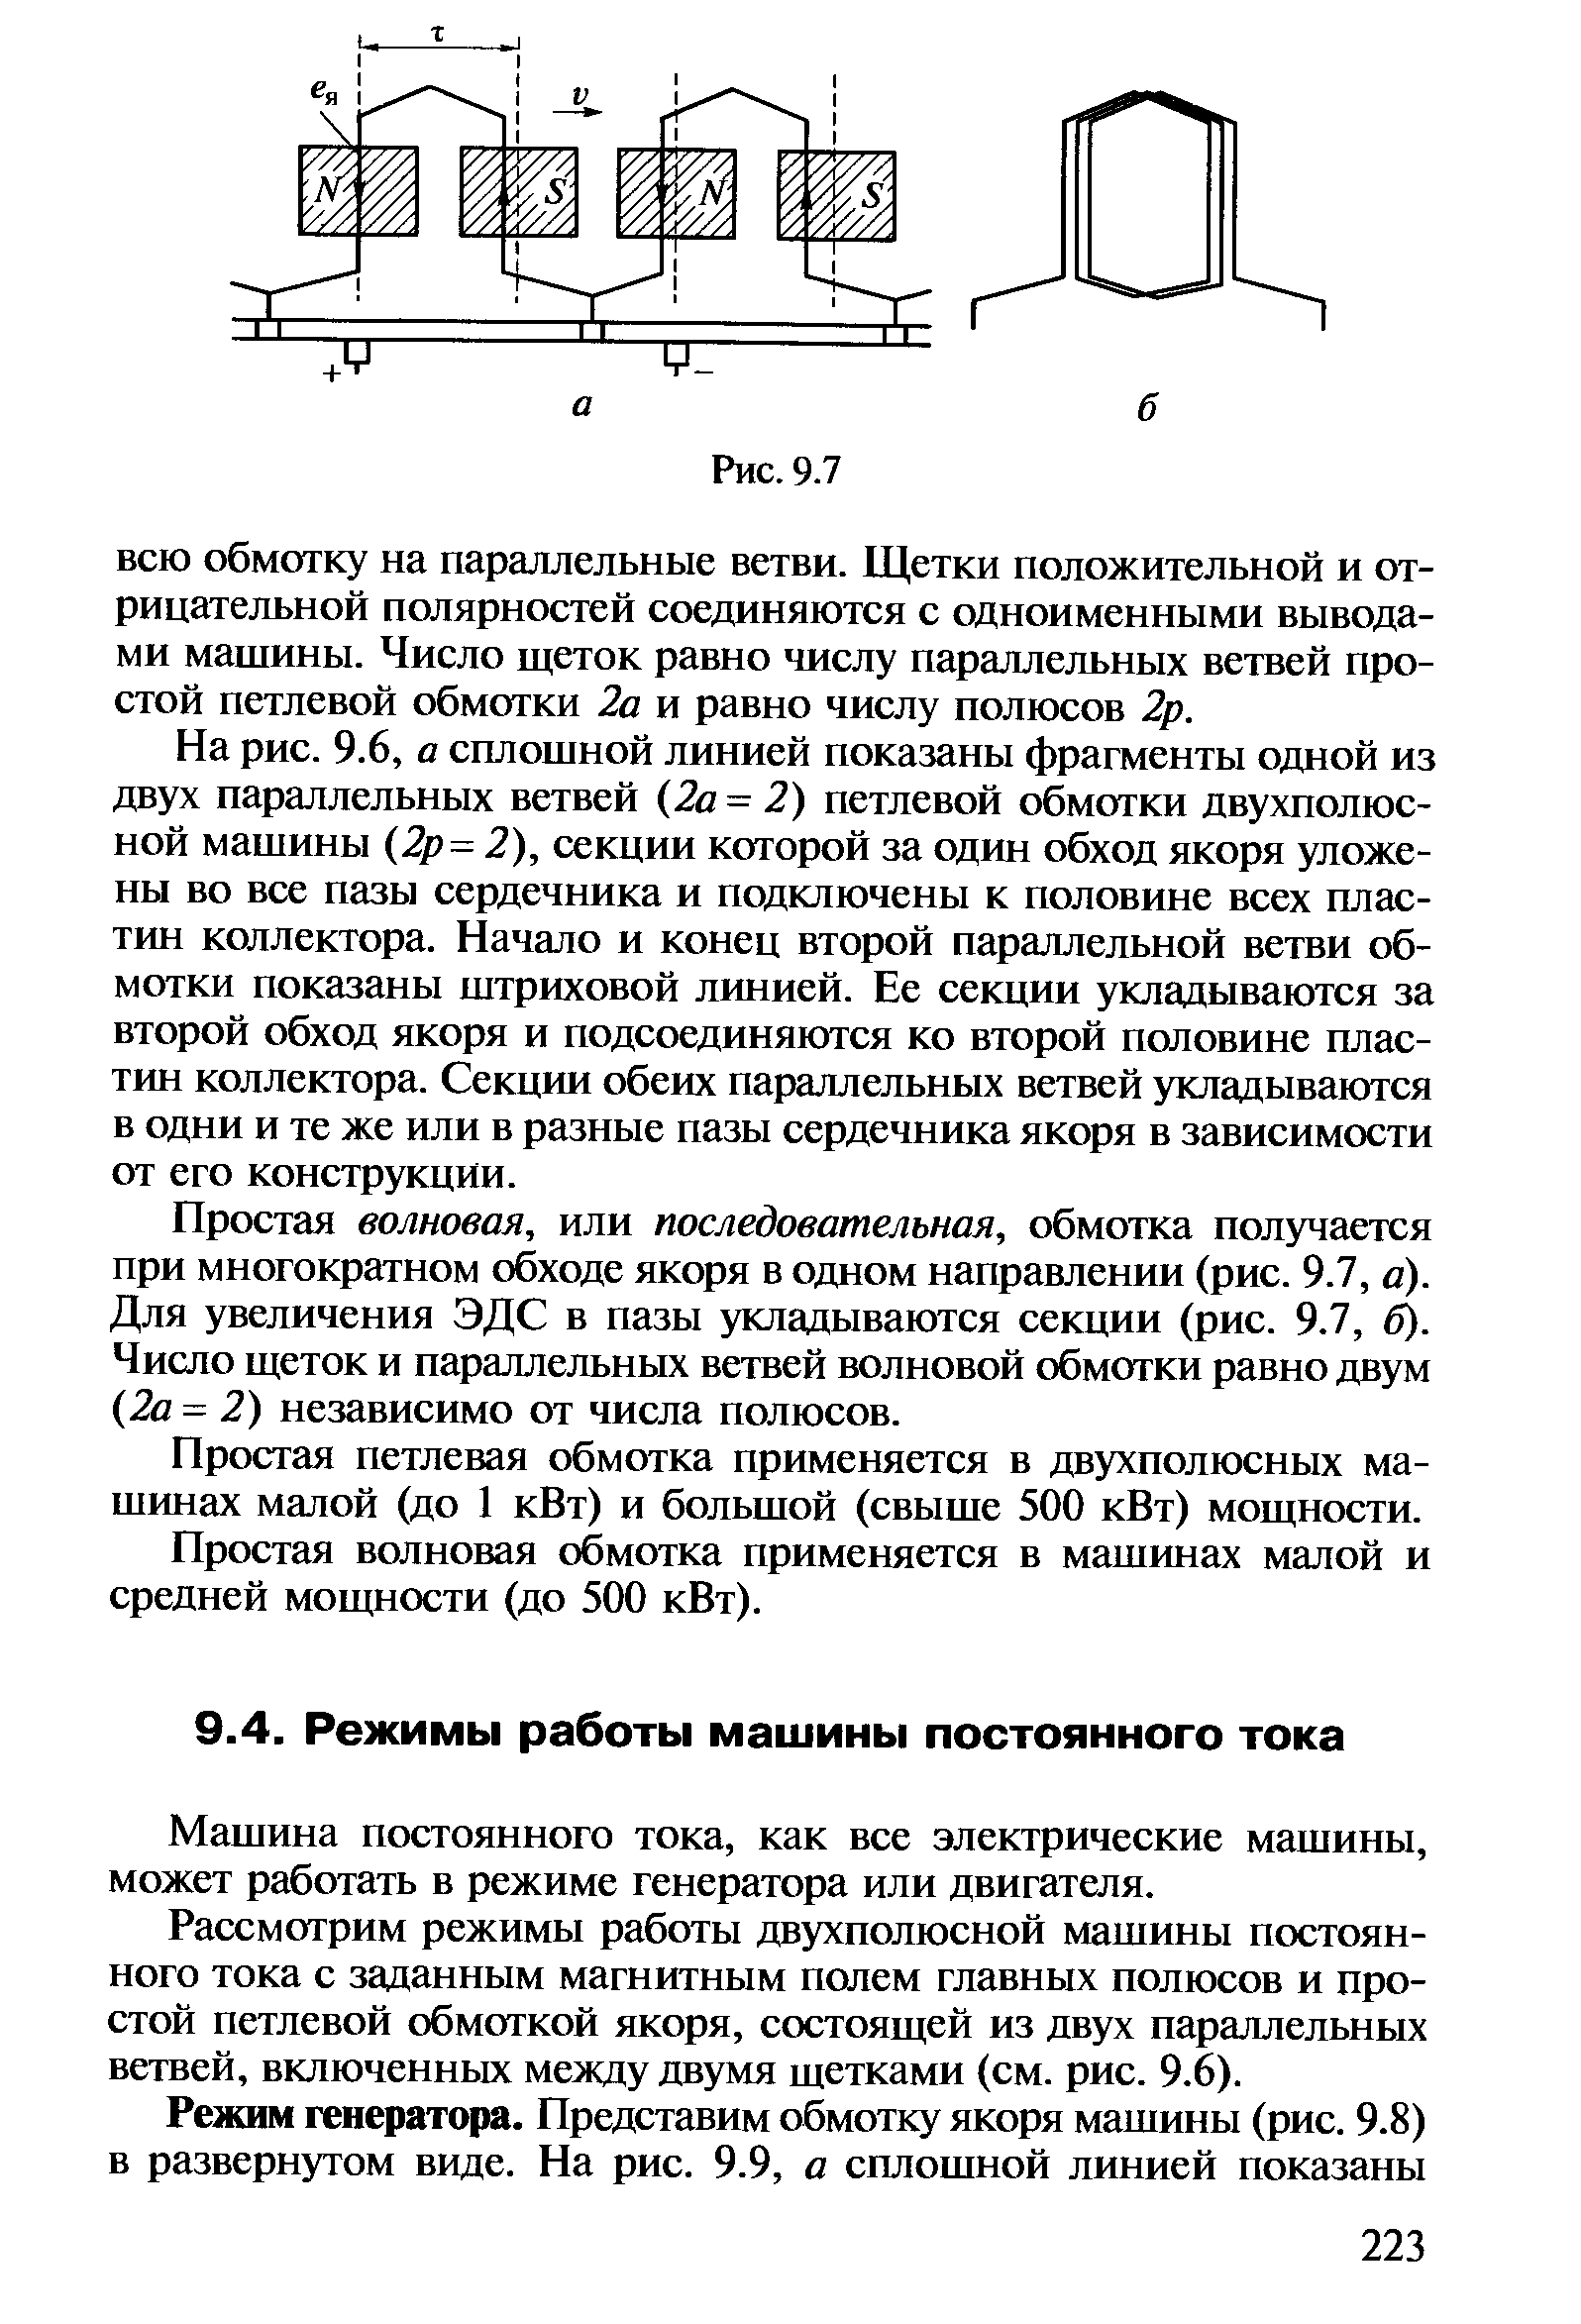 τ
eя
v
N S N S
+ −
а б
Рис. 9.7
всю обмотку на параллельные ветви. Щетки положительной и от-
рицательной полярностей соединяются с одноименными вывода-
ми машины. Число щеток равно числу параллельных ветвей про-
стой петлевой обмотки 2a и равно числу полюсов 2p.
На рис. 9.6, а сплошной линией показаны фрагменты одной из
двух параллельных ветвей (2a = 2) петлевой обмотки двухполюс-
ной машины (2p = 2), секции которой за один обход якоря уложе-
ны во все пазы сердечника и подключены к половине всех плас-
тин коллектора. Начало и конец второй параллельной ветви об-
мотки показаны штриховой линией. Ее секции укладываются за
второй обход якоря и подсоединяются ко второй половине плас-
тин коллектора. Секции обеих параллельных ветвей укладываются
в одни и те же или в разные пазы сердечника якоря в зависимости
от его конструкции.
Простая волновая, или последовательная, обмотка получается
при многократном обходе якоря в одном направлении (рис. 9.7, а).
Для увеличения ЭДС в пазы укладываются секции (рис. 9.7, б).
Число щеток и параллельных ветвей волновой обмотки равно двум
(2a = 2) независимо от числа полюсов.
Простая петлевая обмотка применяется в двухполюсных ма-
шинах малой (до 1 кВт) и большой (свыше 500 кВт) мощности.
Простая волновая обмотка применяется в машинах малой и
средней мощности (до 500 кВт).
9.4. Режимы работы машины постоянного тока
Машина постоянного тока, как все электрические машины,
может работать в режиме генератора или двигателя.
Рассмотрим режимы работы двухполюсной машины постоян-
ного тока с заданным магнитным полем главных полюсов и про-
стой петлевой обмоткой якоря, состоящей из двух параллельных
ветвей, включенных между двумя щетками (см. рис. 9.6).
Режим генератора. Представим обмотку якоря машины (рис. 9.8)
в развернутом виде. На рис. 9.9, а сплошной линией показаны
223